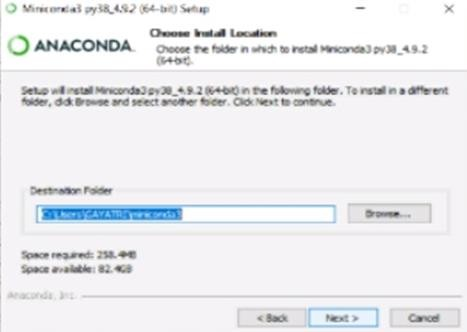 Miniconda3 py38_4.9.2 (64-bit) Setup
ANACONDA.
Choose Install Location
Choose the folder in which to install Miniconda3 py38_4.9.2
(64-bit).
Setup will install Miniconda3 py38_4.9.2 (64-bit) in the following folder. To install in a different
folder, click Browse and select another folder. Click Next to continue.
Destination Folder
C:\Users\GAYATRI\miniconda3
Browse...
Space required: 258.4MB
Space available: 82.4GB
Anaconda, Inc.
< Back
Next >
Cancel